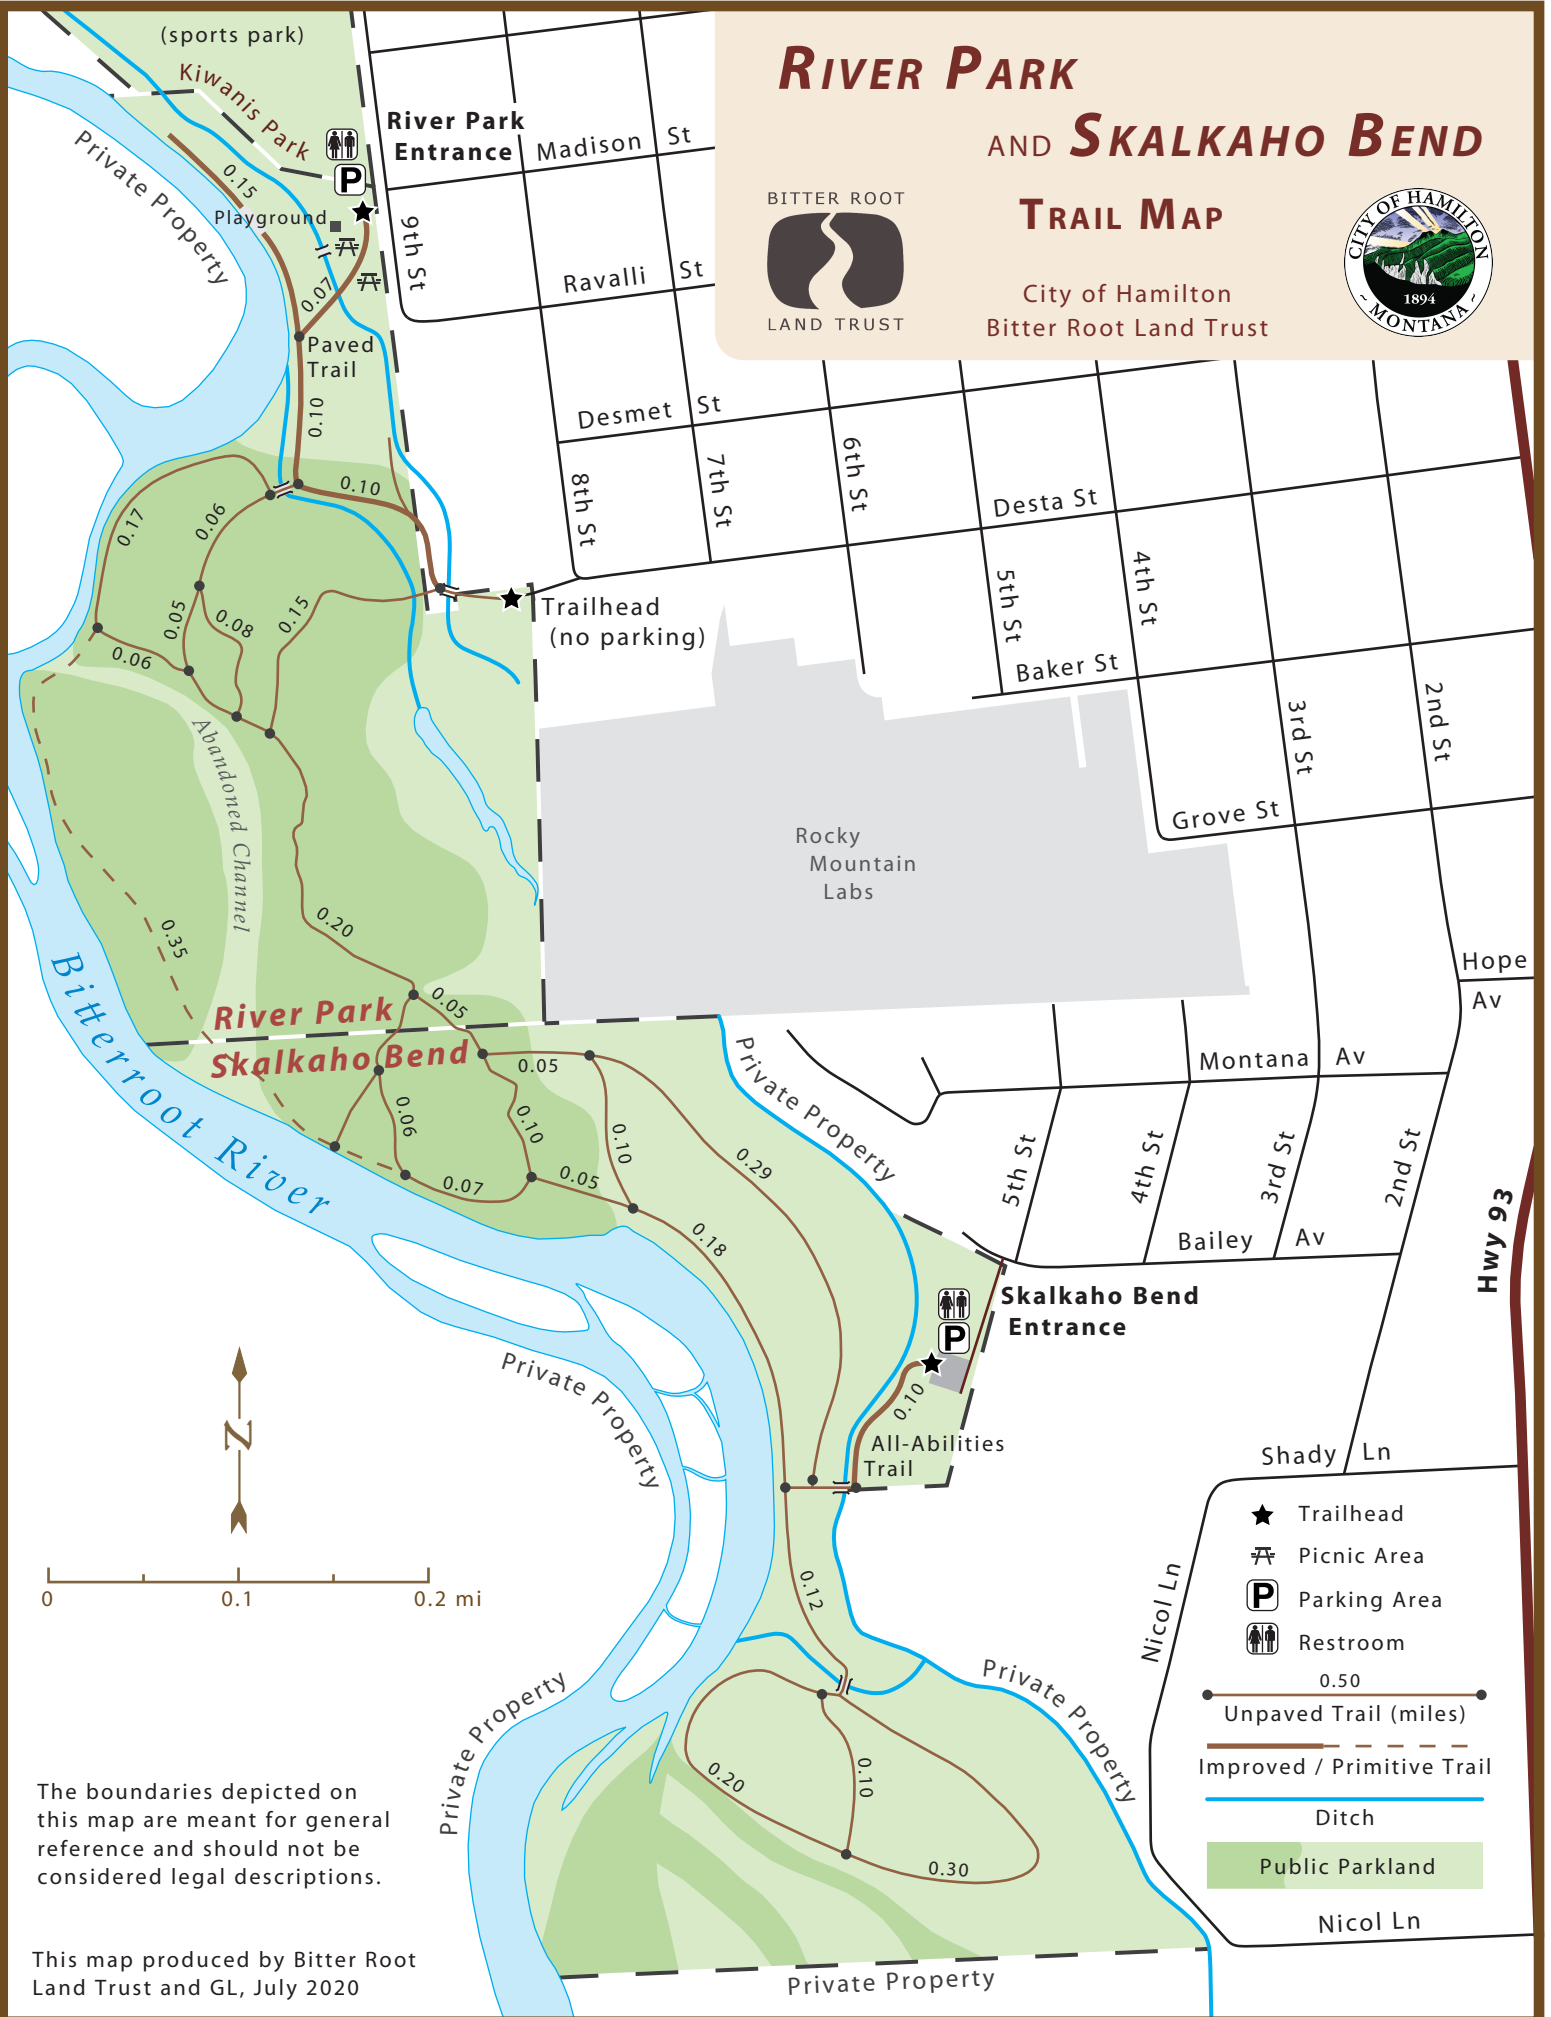 RIVER PARK
AND SKALKAHO BEND
TRAIL MAP
City of Hamilton
Bitter Root Land Trust
BITTER ROOT
LAND TRUST
CITY OF HAMILTON
1894
~ MONTANA ~
(sports park)
Kiwanis Park
River Park
Entrance
Madison St
Private Property
0.15
P
Playground
9th St
Ravalli St
0.07
Paved
Trail
0.10
Desmet St
8th St
7th St
6th St
Desta St
5th St
4th St
0.10
0.17
0.06
0.05
0.08
0.15
0.06
Trailhead
(no parking)
Baker St
3rd St
2nd St
Grove St
Abandoned Channel
Rocky
Mountain
Labs
0.35
0.20
Hope
Av
Bitterroot River
River Park
0.05
Skalkaho Bend
0.05
Private Property
Montana Av
0.06
0.10
0.10
0.29
0.07
0.05
0.18
5th St
4th St
3rd St
2nd St
Hwy 93
Bailey Av
P
Skalkaho Bend
Entrance
Private Property
0.10
All-Abilities
Trail
N
0 0.1 0.2 mi
Shady Ln
0.12
Nicol Ln
Trailhead
Picnic Area
P Parking Area
Restroom
0.50
Unpaved Trail (miles)
Improved / Primitive Trail
Ditch
Public Parkland
Nicol Ln
Private Property
Private Property
0.20
0.10
0.30
Private Property
The boundaries depicted on
this map are meant for general
reference and should not be
considered legal descriptions.
This map produced by Bitter Root
Land Trust and GL, July 2020